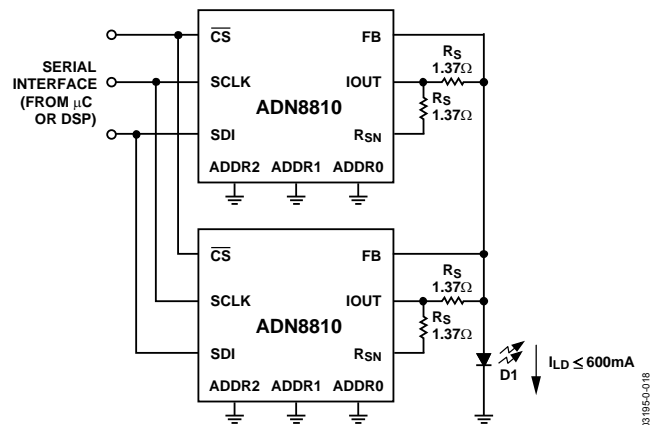 CS FB
SERIAL
INTERFACE
(FROM μC
OR DSP)
SCLK IOUT
RS
1.37Ω
RS
1.37Ω
ADN8810
SDI RSN
ADDR2 ADDR1 ADDR0
CS FB
RS
1.37Ω
SCLK IOUT
RS
1.37Ω
ADN8810
SDI RSN
ADDR2 ADDR1 ADDR0
D1
ILD ≤ 600mA
03195-0-018